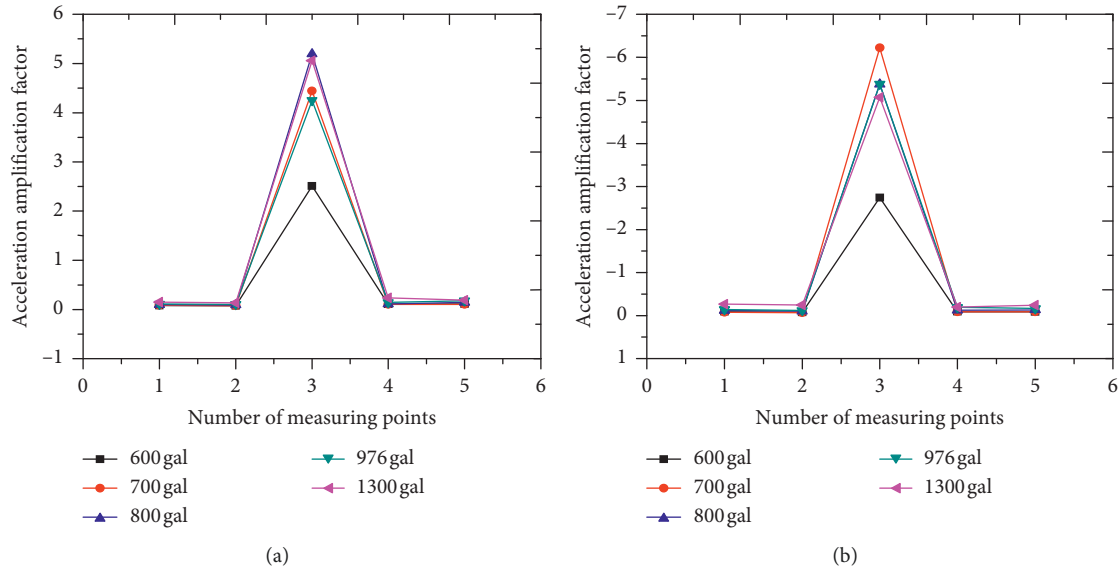 6
5
4
3
2
1
0
–1
Acceleration amplification factor
0 1 2 3 4 5 6
Number of measuring points
600 gal
700 gal
800 gal
976 gal
1300 gal
(a)
–7
–6
–5
–4
–3
–2
–1
0
1
Acceleration amplification factor
0 1 2 3 4 5 6
Number of measuring points
600 gal
700 gal
800 gal
976 gal
1300 gal
(b)